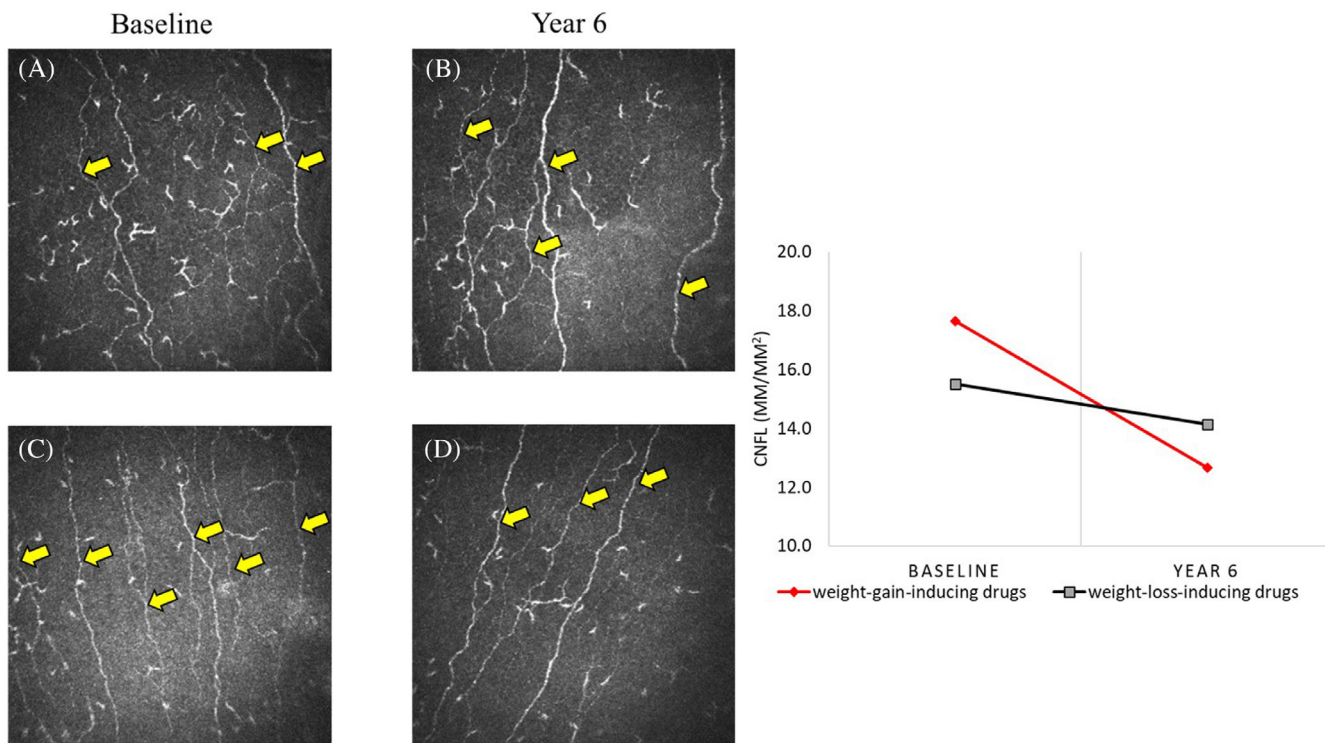 Baseline
Year 6
(A)
(B)
(C)
(D)
20.0
18.0
16.0
14.0
12.0
10.0
CNFL (MM/MM²)
BASELINE
YEAR 6
weight-gain-inducing drugs
weight-loss-inducing drugs